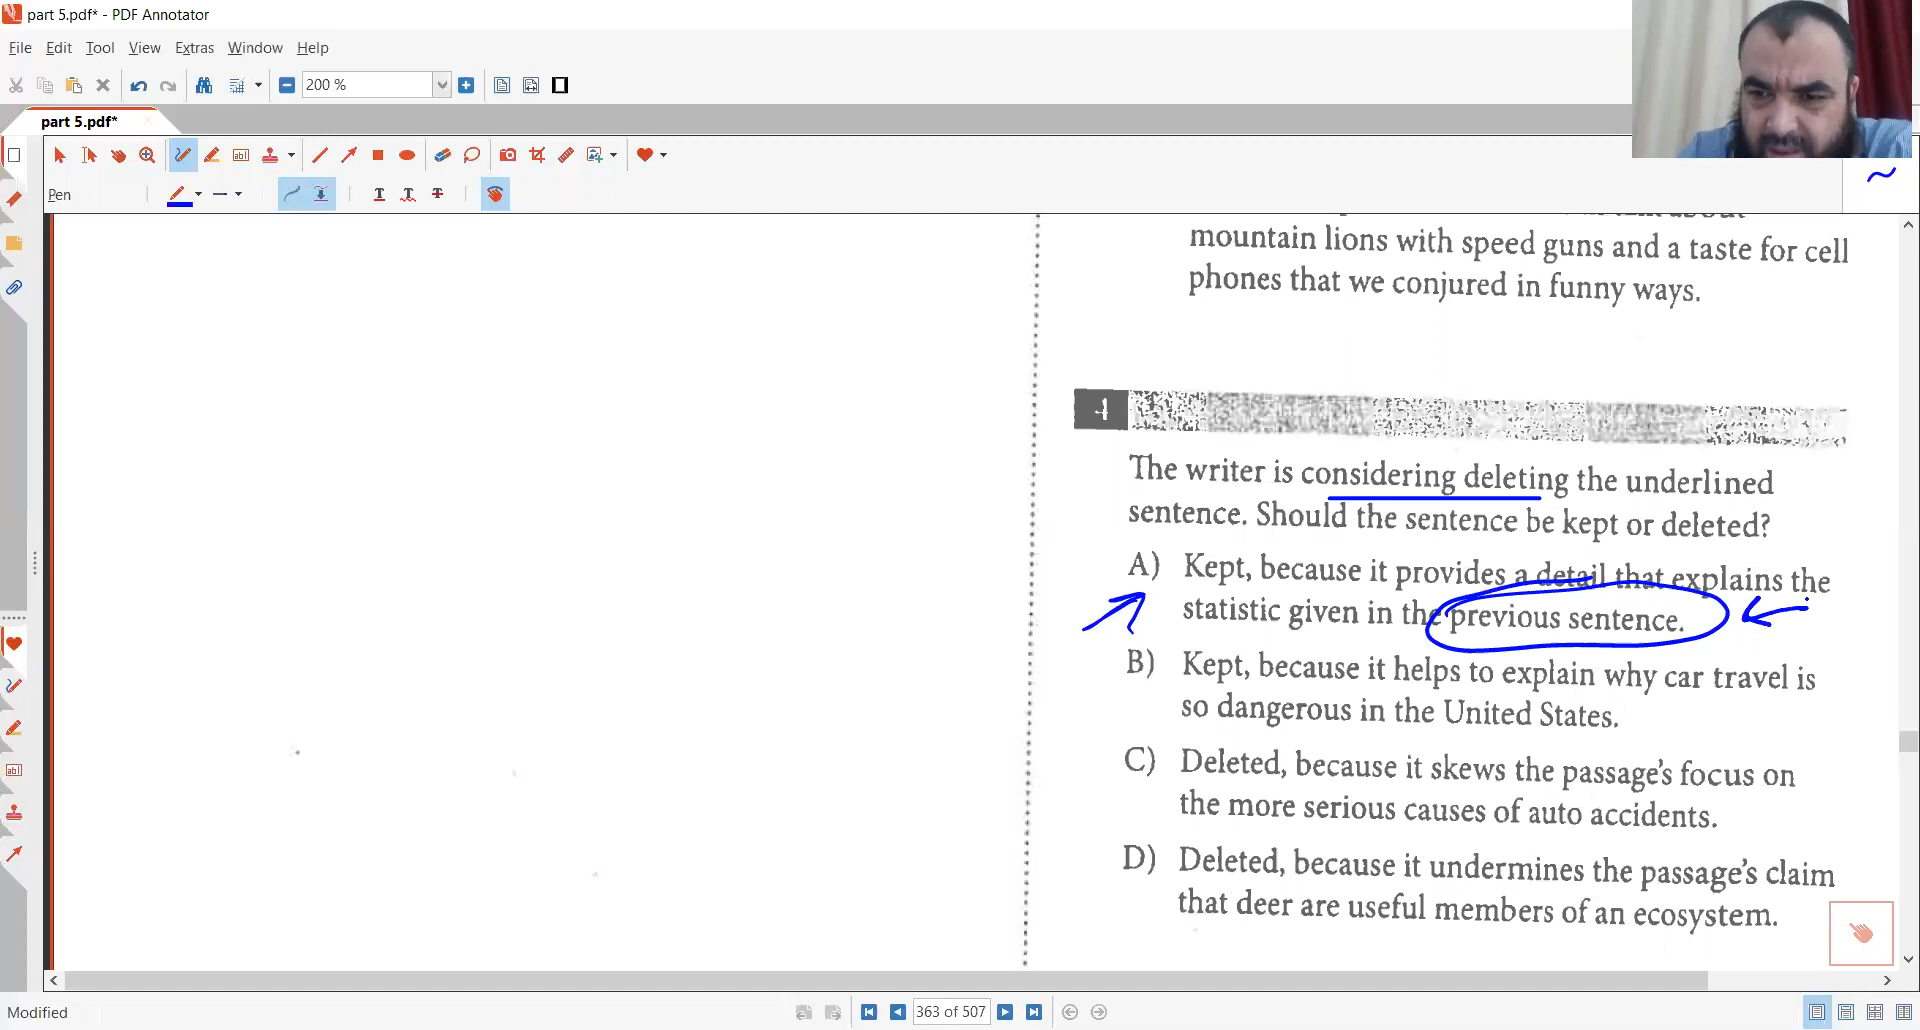 part 5.pdf* - PDF Annotator
File Edit Tool View Extras Window Help
200 %
part 5.pdf*
Pen
mountain lions with speed guns and a taste for cell
phones that we conjured in funny ways.
4
The writer is considering deleting the underlined
sentence. Should the sentence be kept or deleted?
A) Kept, because it provides a detail that explains the
statistic given in the previous sentence.
B) Kept, because it helps to explain why car travel is
so dangerous in the United States.
C) Deleted, because it skews the passage's focus on
the more serious causes of auto accidents.
D) Deleted, because it undermines the passage's claim
that deer are useful members of an ecosystem.
Modified
363 of 507